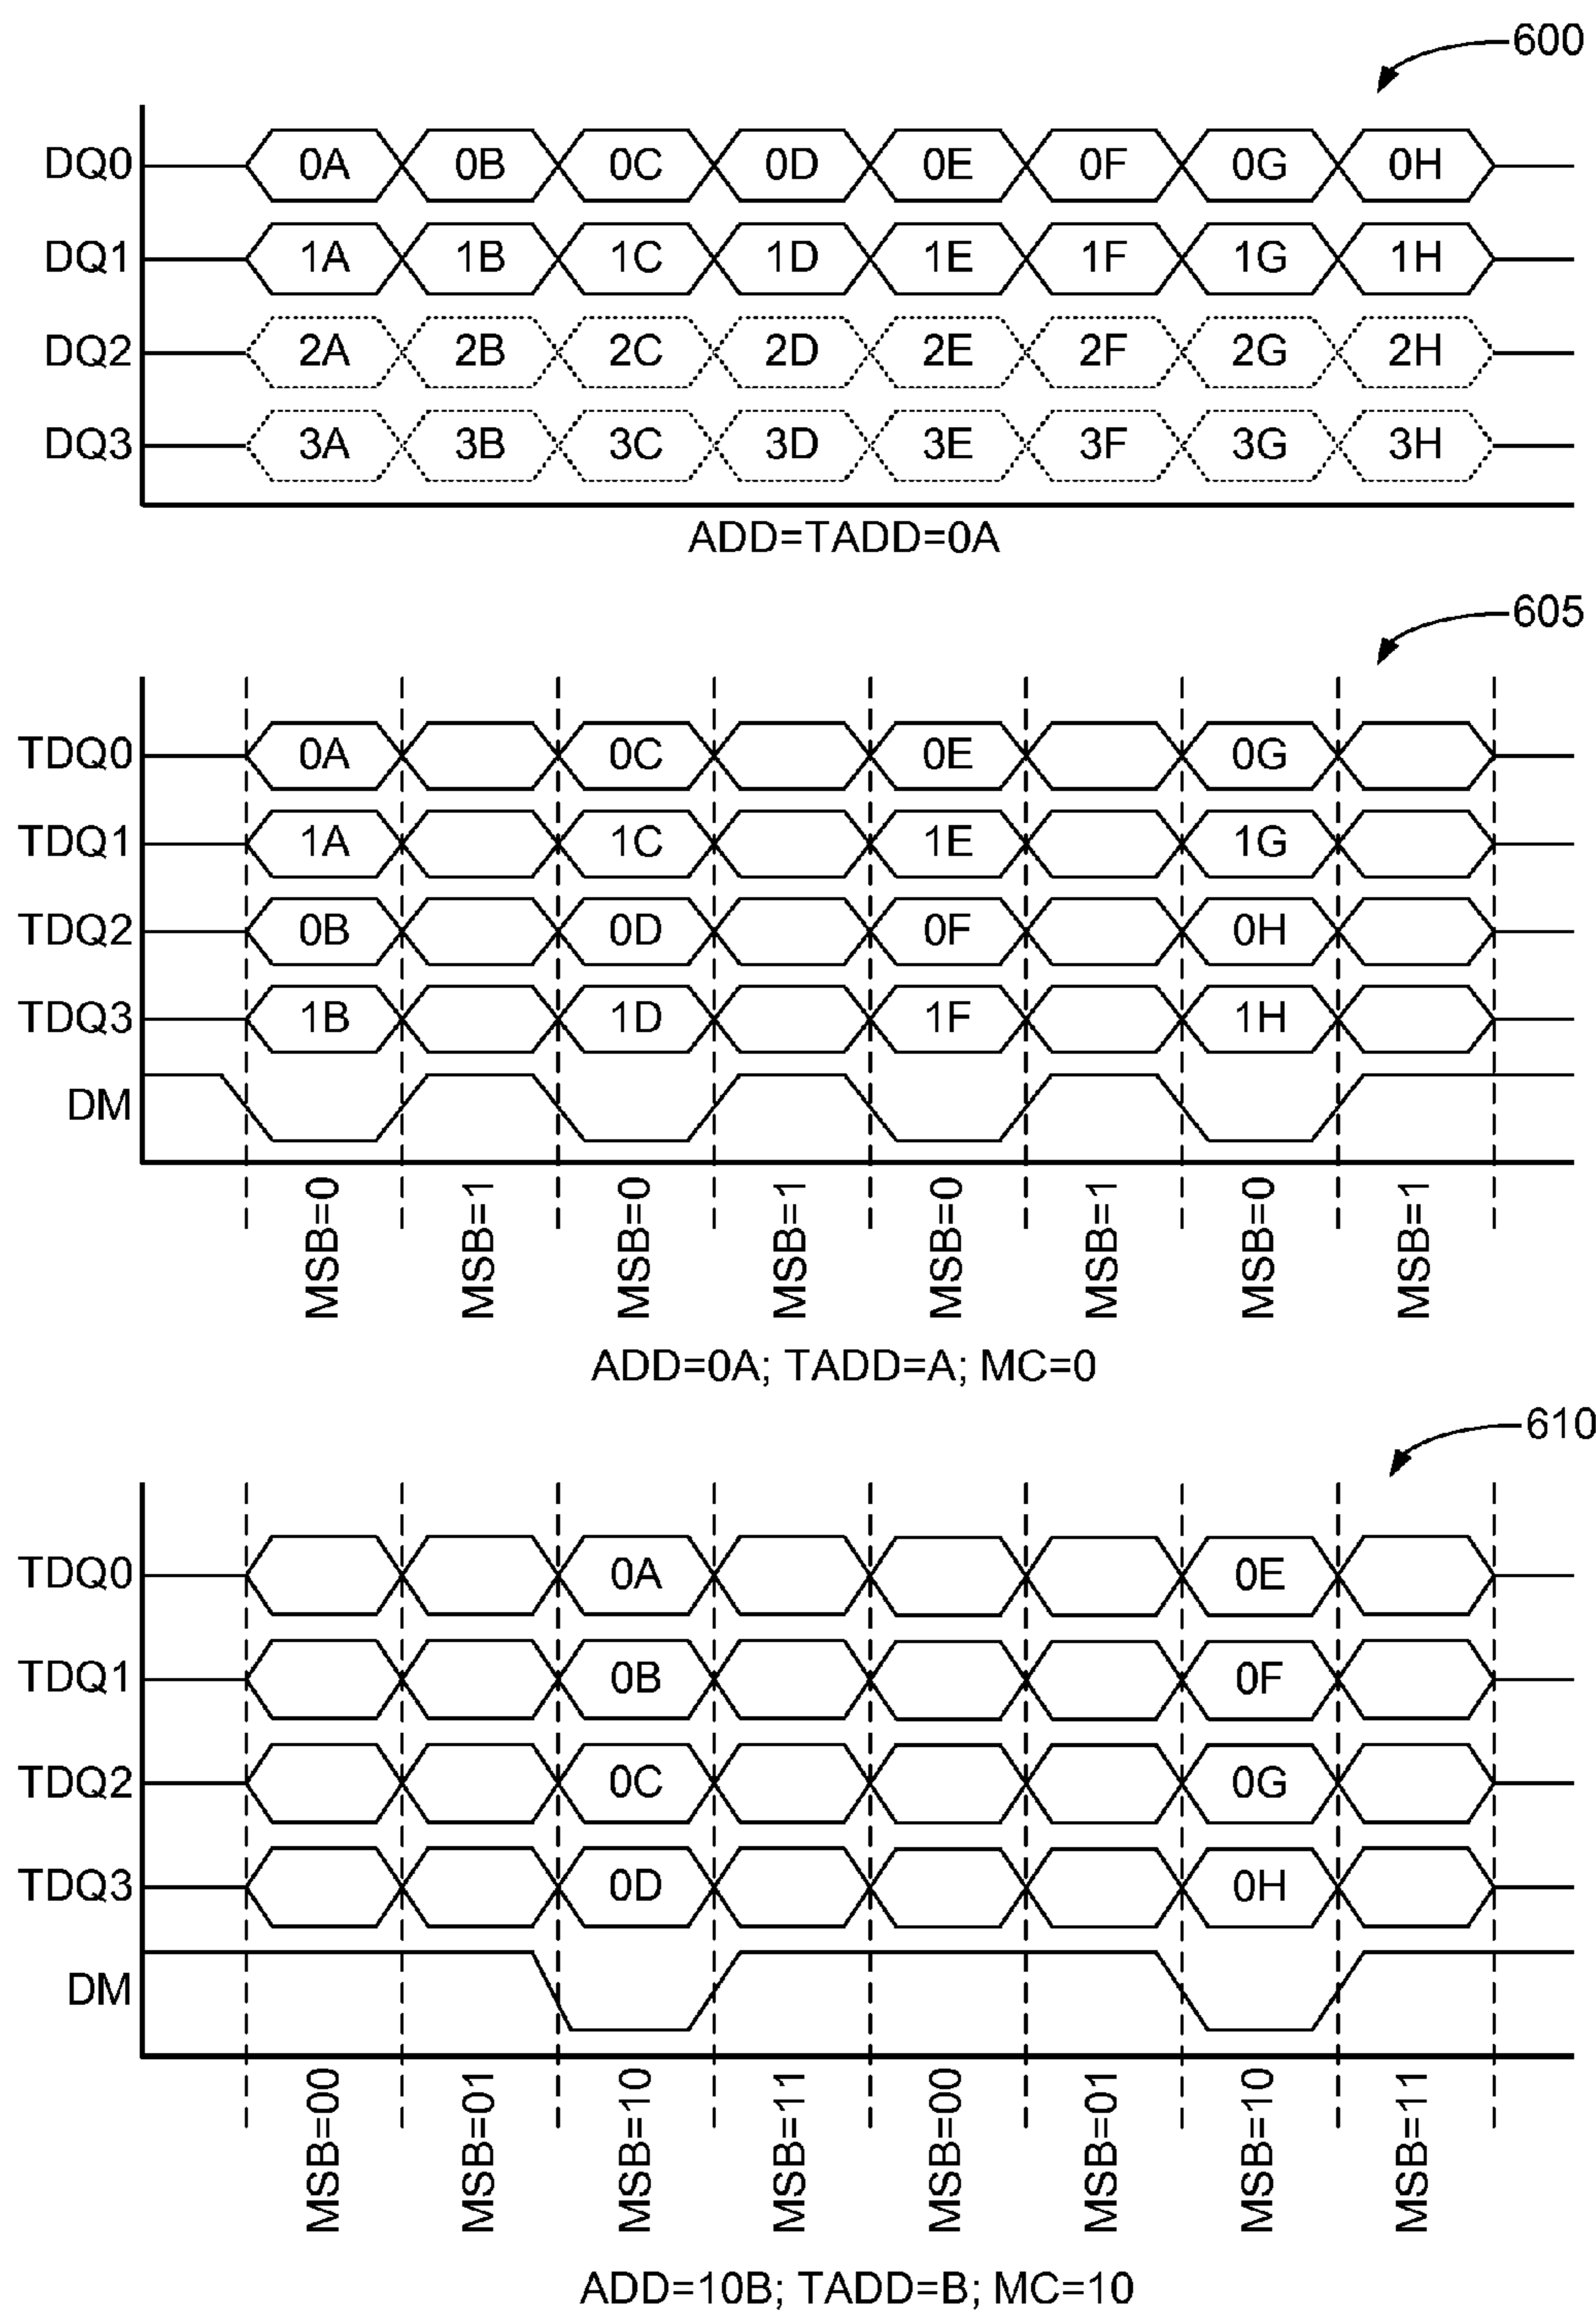 600
DQ0 0A 0B 0C 0D 0E 0F 0G 0H
DQ1 1A 1B 1C 1D 1E 1F 1G 1H
DQ2 2A 2B 2C 2D 2E 2F 2G 2H
DQ3 3A 3B 3C 3D 3E 3F 3G 3H
ADD=TADD=0A
605
TDQ0 0A 0C 0E 0G
TDQ1 1A 1C 1E 1G
TDQ2 0B 0D 0F 0H
TDQ3 1B 1D 1F 1H
DM
MSB=0 MSB=1 MSB=0 MSB=1 MSB=0 MSB=1 MSB=0 MSB=1
ADD=0A; TADD=A; MC=0
610
TDQ0 0A 0E
TDQ1 0B 0F
TDQ2 0C 0G
TDQ3 0D 0H
DM
MSB=00 MSB=01 MSB=10 MSB=11 MSB=00 MSB=01 MSB=10 MSB=11
ADD=10B; TADD=B; MC=10